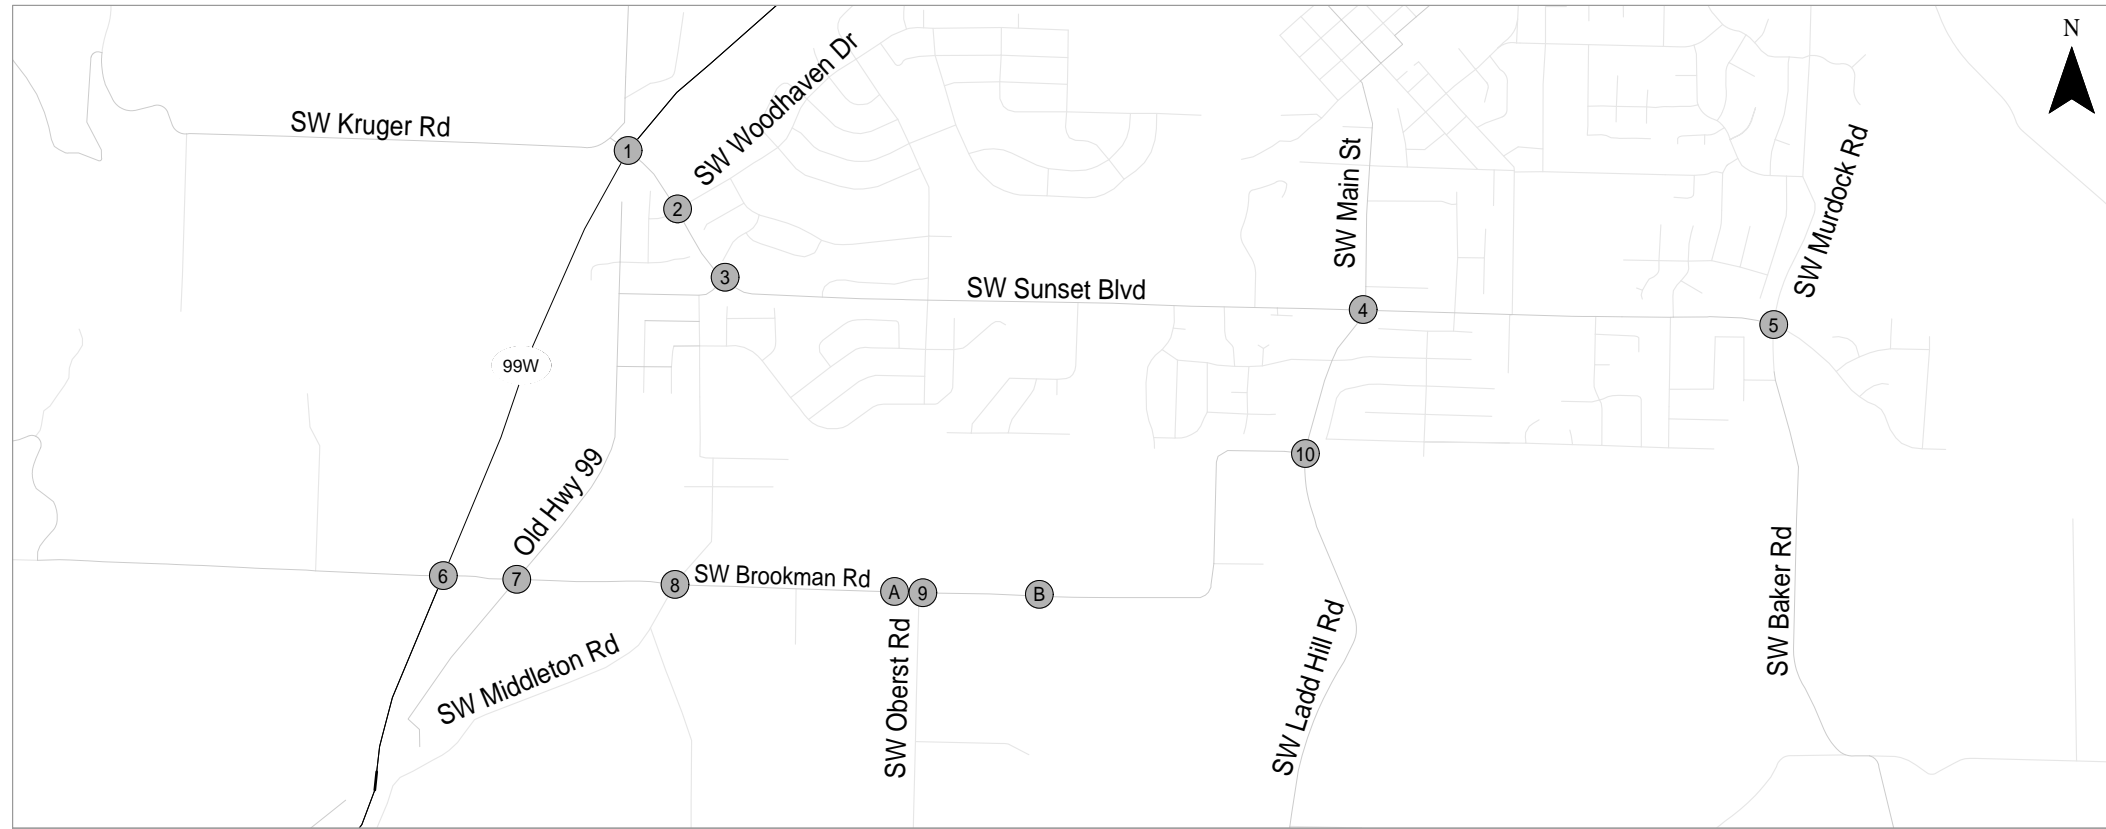 N
SW Woodhaven Dr
SW Kruger Rd
1
SW Main St
SW Murdock Rd
2
3
SW Sunset Blvd
4
5
99W
Old Hwy 99
10
6
7
8
SW Brookman Rd
A
9
B
SW Baker Rd
SW Middleton Rd
SW Oberst Rd
SW Ladd Hill Rd